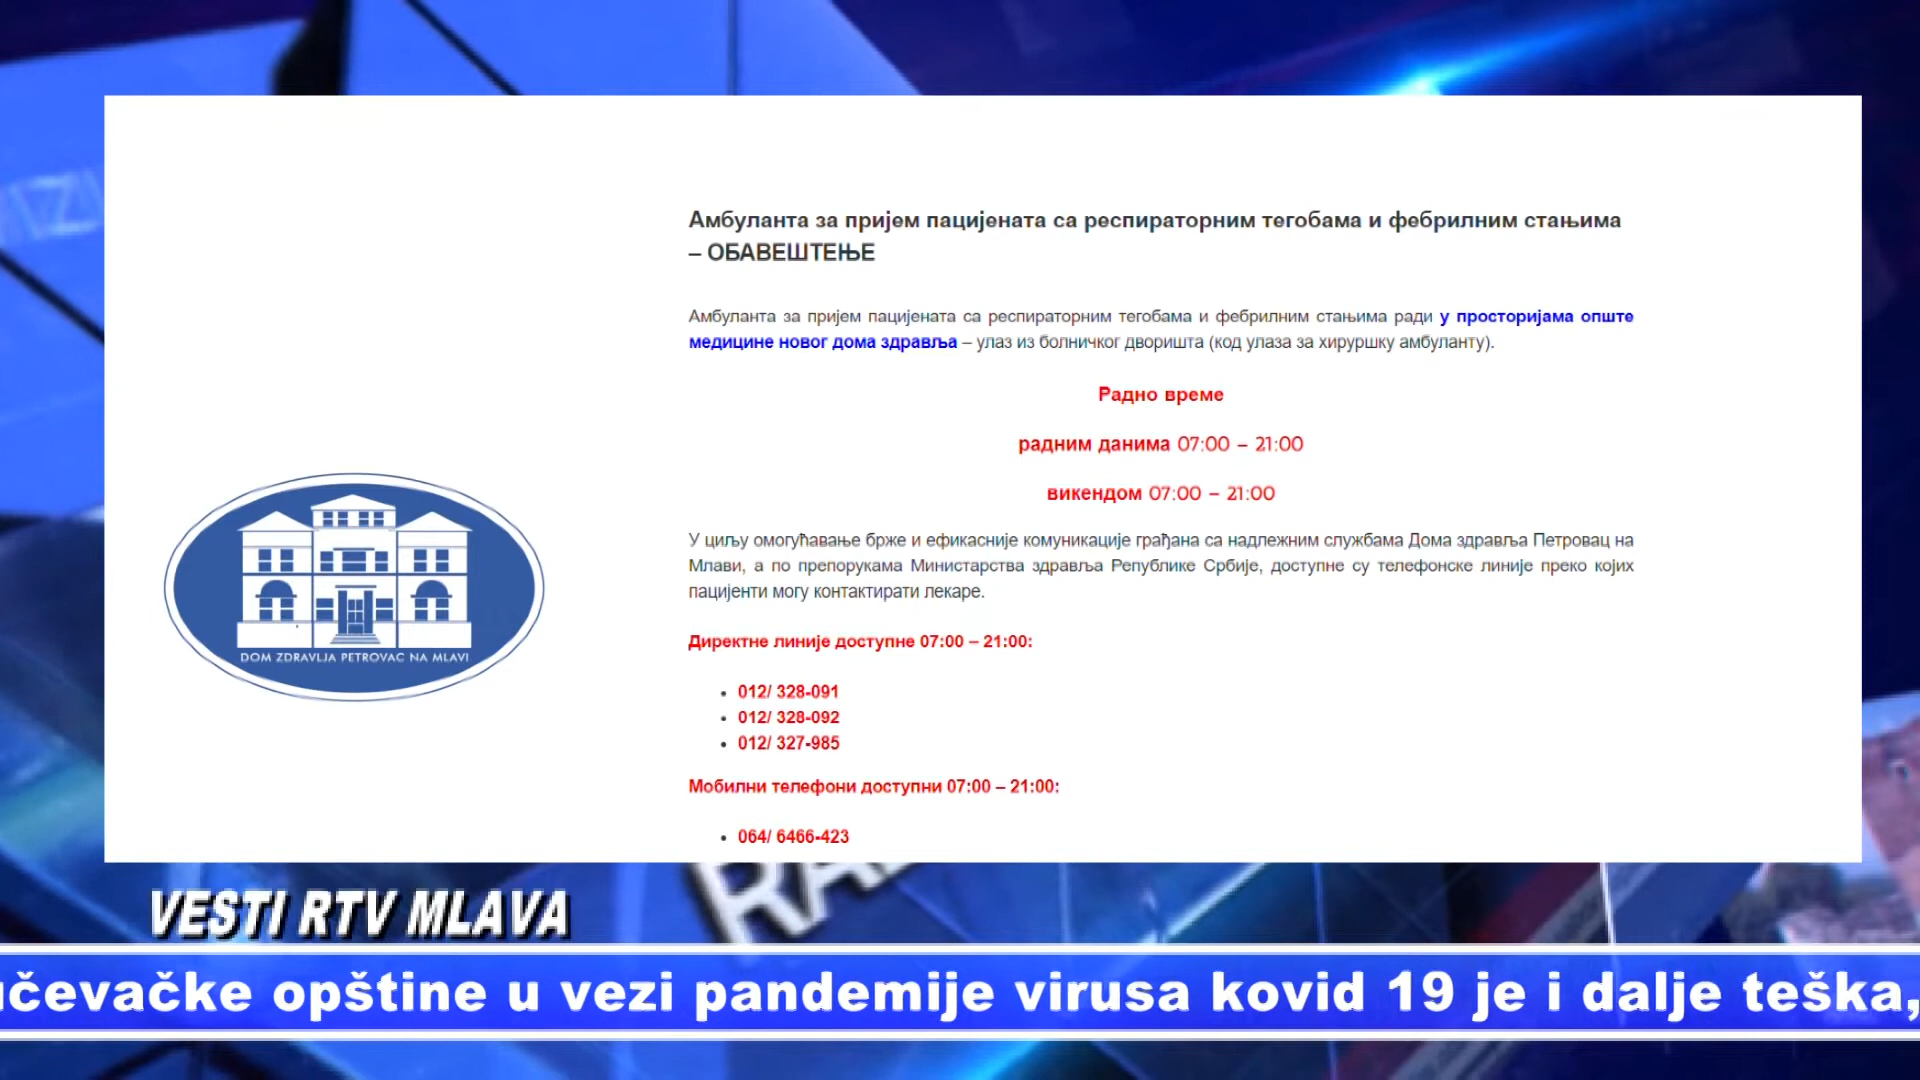 Амбуланта за пријем пацијената са респираторним тегобама и фебрилним стањима
– ОБАВЕШТЕЊЕ
Амбуланта за пријем пацијената са респираторним тегобама и фебрилним стањима ради у просторијама опште
медицине новог дома здравља – улаз из болничког дворишта (код улаза за хируршку амбуланту).
Радно време
радним данима 07:00 – 21:00
викендом 07:00 – 21:00
У циљу омогућавање брже и ефикасније комуникације грађана са надлежним службама Дома здравља Петровац на
Млави, а по препорукама Министарства здравља Републике Србије, доступне су телефонске линије преко којих
пацијенти могу контактирати лекаре.
Директне линије доступне 07:00 – 21:00:
• 012/ 328-091
• 012/ 328-092
• 012/ 327-985
Мобилни телефони доступни 07:00 – 21:00:
• 064/ 6466-423
DOM ZDRAVLJA PETROVAC NA MLAVI
VESTI RTV MLAVA
učevačke opštine u vezi pandemije virusa kovid 19 je i dalje teška,